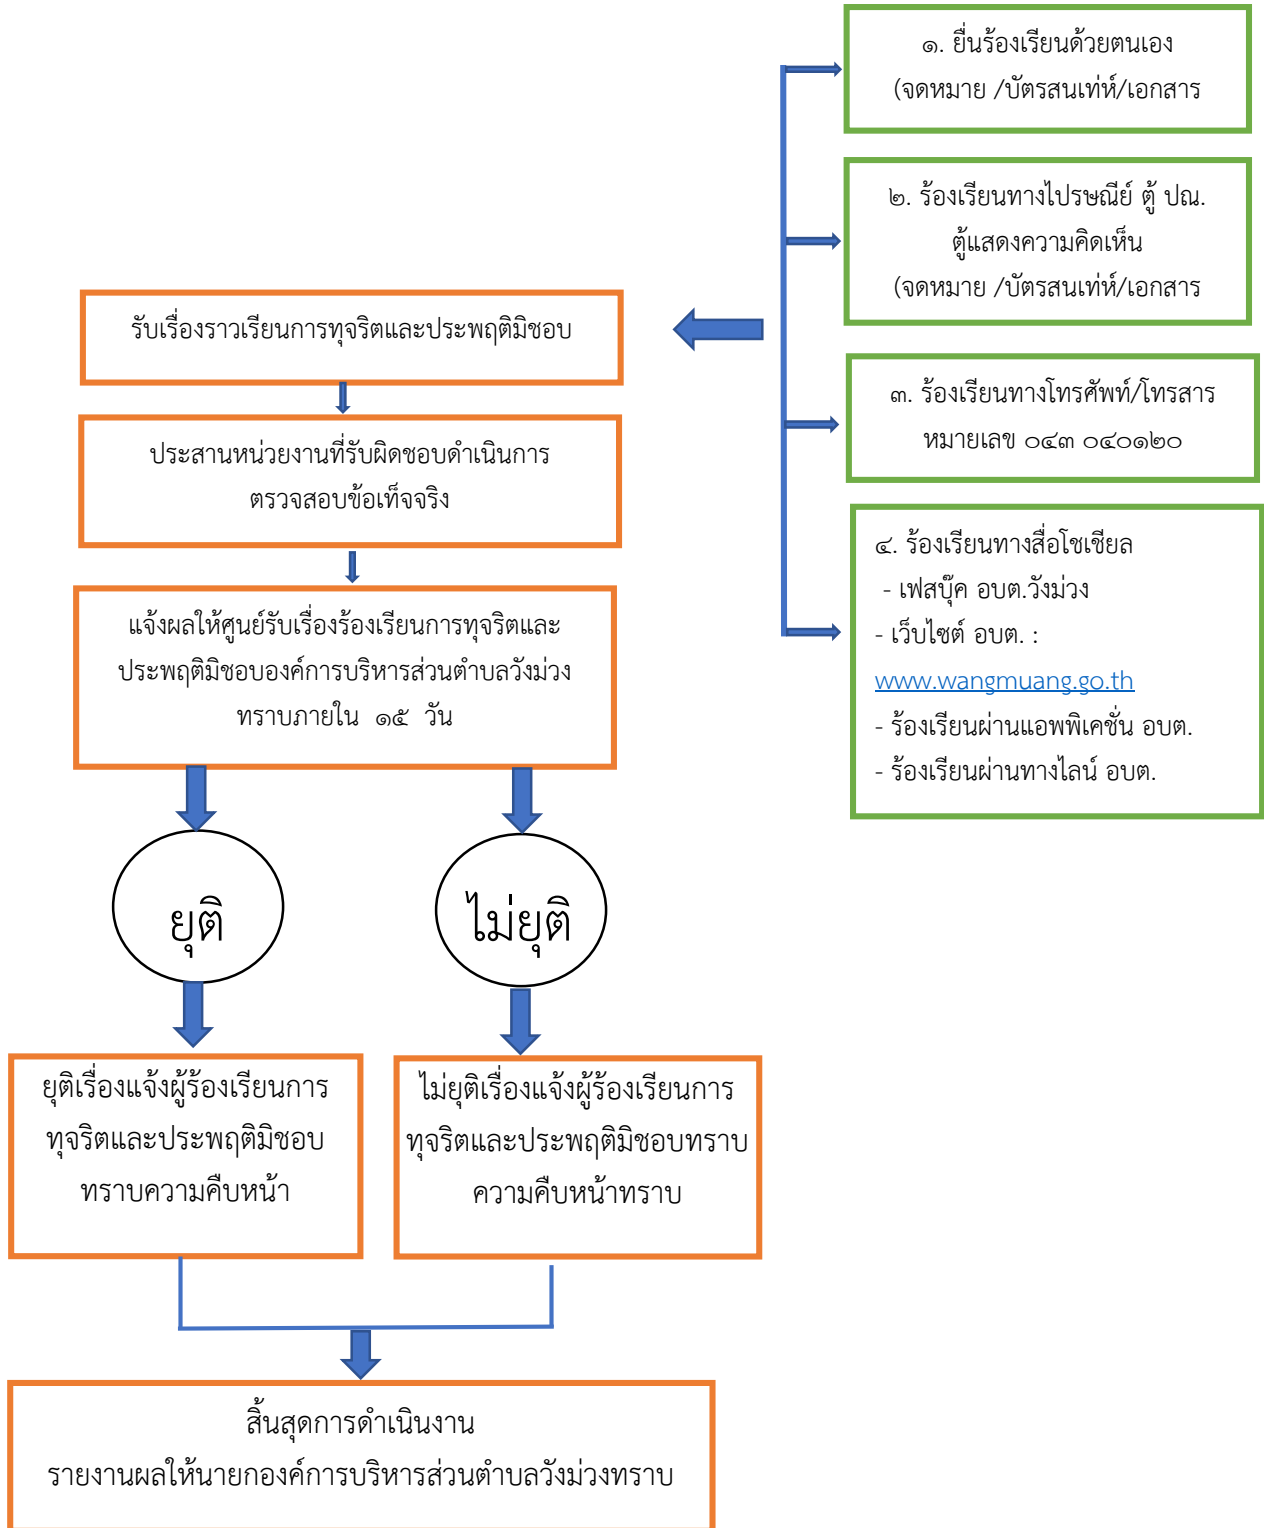 ๑. ยื่นร้องเรียนด้วยตนเอง
(จดหมาย /บัตรสนเท่ห์/เอกสาร
๒. ร้องเรียนทางไปรษณีย์ ตู้ ปณ.
ตู้แสดงความคิดเห็น
(จดหมาย /บัตรสนเท่ห์/เอกสาร
๓. ร้องเรียนทางโทรศัพท์/โทรสาร
หมายเลข ๐๔๓ ๐๔๐๑๒๐
๔. ร้องเรียนทางสื่อโชเชียล
- เฟสบุ๊ค อบต.วังม่วง
- เว็บไซต์ อบต. :
www.wangmuang.go.th
- ร้องเรียนผ่านแอพพิเคชั่น อบต.
- ร้องเรียนผ่านทางไลน์ อบต.
รับเรื่องราวเรียนการทุจริตและประพฤติมิชอบ
ประสานหน่วยงานที่รับผิดชอบดำเนินการ
ตรวจสอบข้อเท็จจริง
แจ้งผลให้ศูนย์รับเรื่องร้องเรียนการทุจริตและ
ประพฤติมิชอบองค์การบริหารส่วนตำบลวังม่วง
ทราบภายใน ๑๕ วัน
ยุติ
ไม่ยุติ
ยุติเรื่องแจ้งผู้ร้องเรียนการ
ทุจริตและประพฤติมิชอบ
ทราบความคืบหน้า
ไม่ยุติเรื่องแจ้งผู้ร้องเรียนการ
ทุจริตและประพฤติมิชอบทราบ
ความคืบหน้าทราบ
สิ้นสุดการดำเนินงาน
รายงานผลให้นายกองค์การบริหารส่วนตำบลวังม่วงทราบ